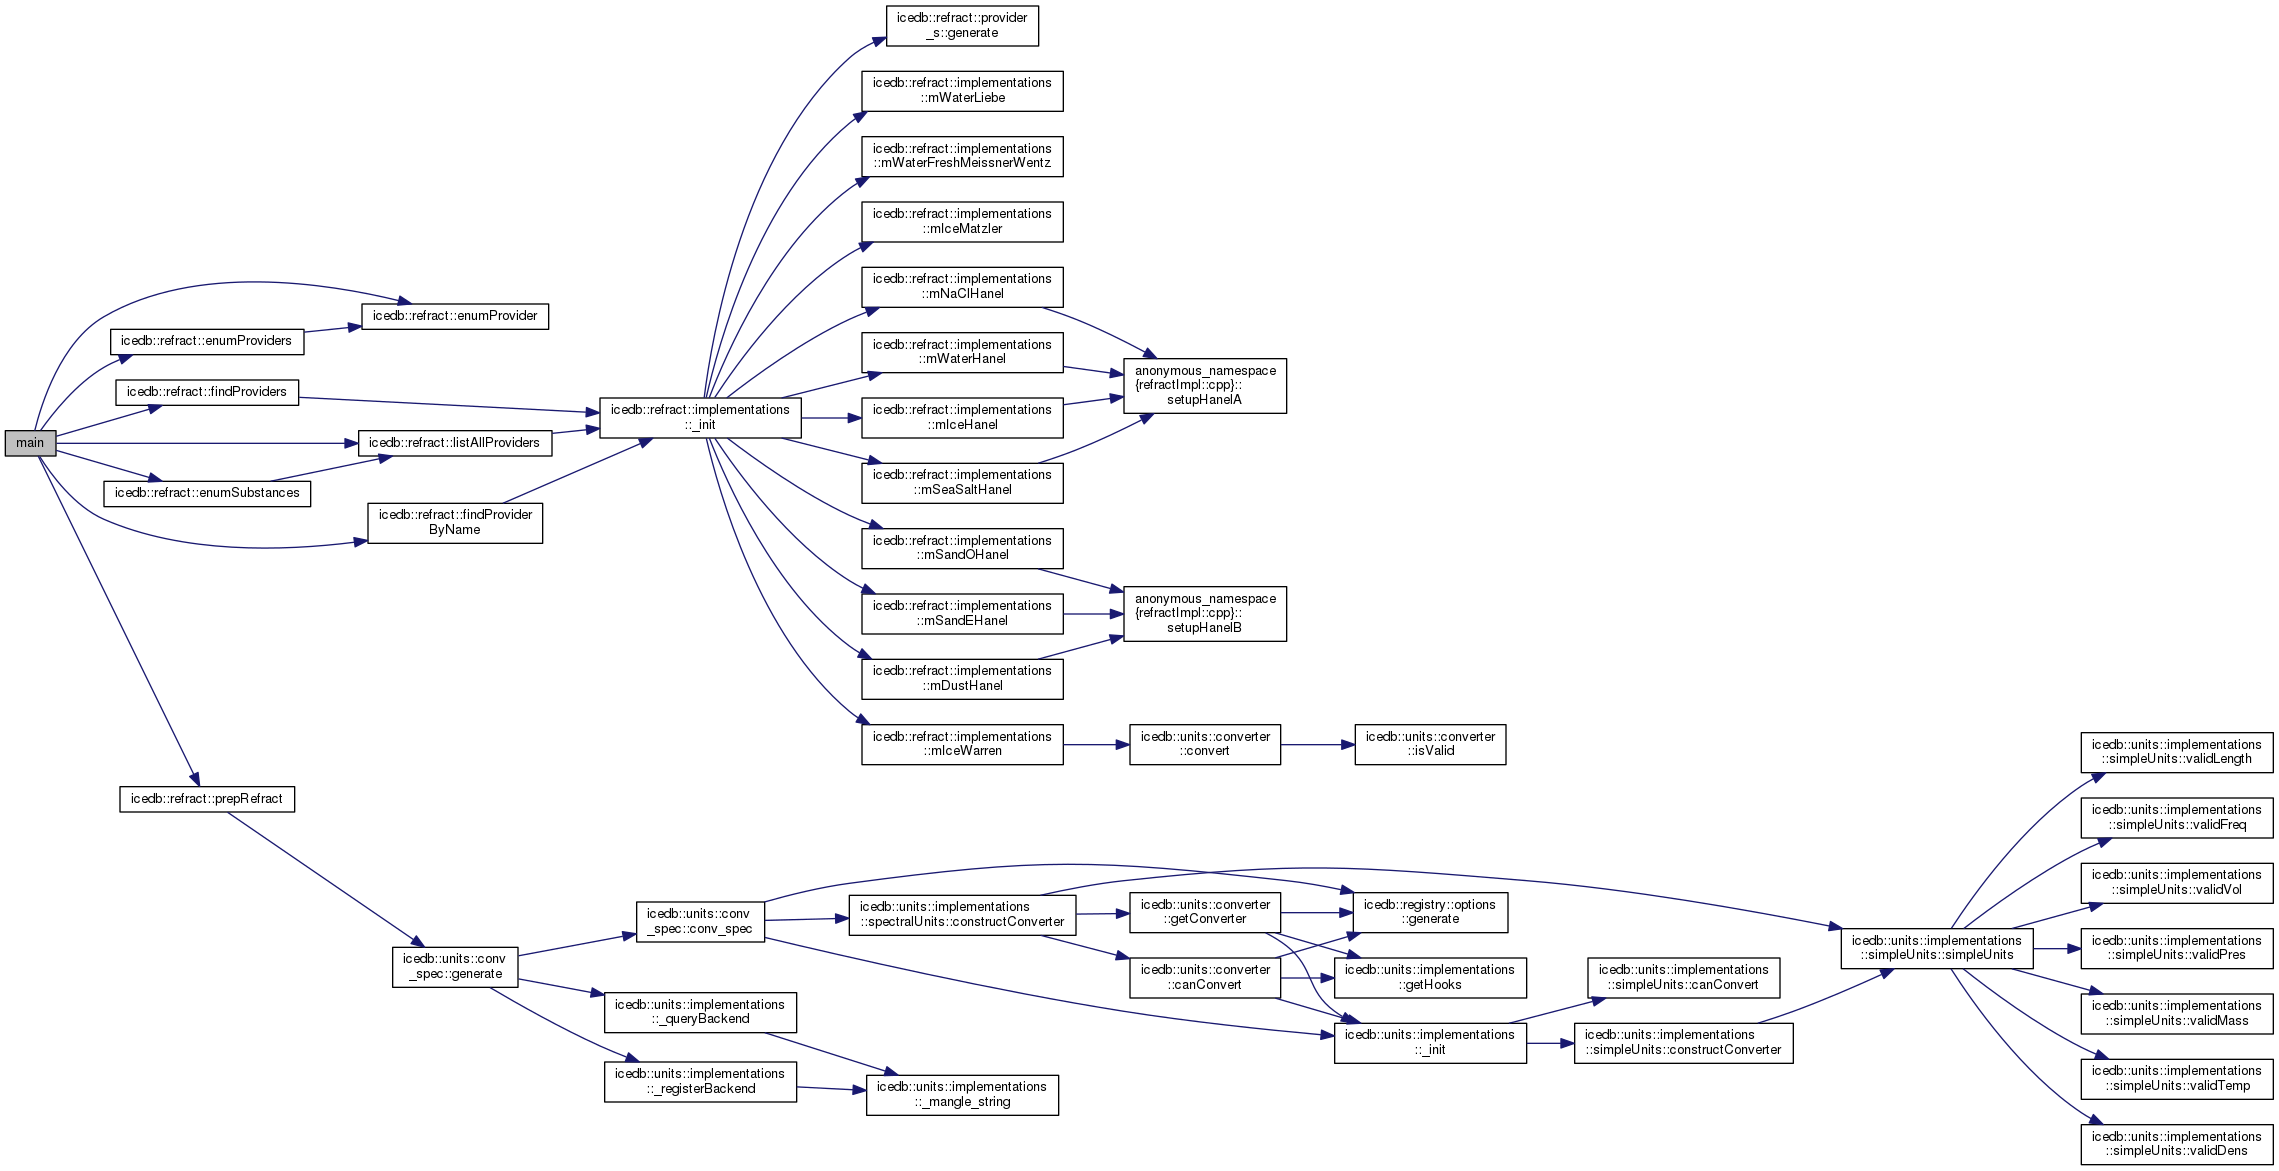 main
icedb::refract::enumProviders
icedb::refract::findProviders
icedb::refract::enumSubstances
icedb::refract::prepRefract
icedb::refract::enumProvider
icedb::refract::listAllProviders
icedb::refract::findProvider
ByName
icedb::units::conv
_spec::generate
icedb::refract::implementations
::_init
icedb::units::conv
_spec::conv_spec
icedb::units::implementations
::_queryBackend
icedb::units::implementations
::_registerBackend
icedb::refract::provider
_s::generate
icedb::refract::implementations
::mWaterLiebe
icedb::refract::implementations
::mWaterFreshMeissnerWentz
icedb::refract::implementations
::mIceMatzler
icedb::refract::implementations
::mNaClHanel
icedb::refract::implementations
::mWaterHanel
icedb::refract::implementations
::mIceHanel
icedb::refract::implementations
::mSeaSaltHanel
icedb::refract::implementations
::mSandOHanel
icedb::refract::implementations
::mSandEHanel
icedb::refract::implementations
::mDustHanel
icedb::refract::implementations
::mIceWarren
icedb::units::implementations
::spectralUnits::constructConverter
icedb::units::implementations
::_mangle_string
anonymous_namespace
{refractImpl::cpp}::
setupHanelA
anonymous_namespace
{refractImpl::cpp}::
setupHanelB
icedb::units::converter
::convert
icedb::units::converter
::getConverter
icedb::units::converter
::canConvert
icedb::units::converter
::isValid
icedb::registry::options
::generate
icedb::units::implementations
::getHooks
icedb::units::implementations
::_init
icedb::units::implementations
::simpleUnits::canConvert
icedb::units::implementations
::simpleUnits::constructConverter
icedb::units::implementations
::simpleUnits::simpleUnits
icedb::units::implementations
::simpleUnits::validLength
icedb::units::implementations
::simpleUnits::validFreq
icedb::units::implementations
::simpleUnits::validVol
icedb::units::implementations
::simpleUnits::validPres
icedb::units::implementations
::simpleUnits::validMass
icedb::units::implementations
::simpleUnits::validTemp
icedb::units::implementations
::simpleUnits::validDens